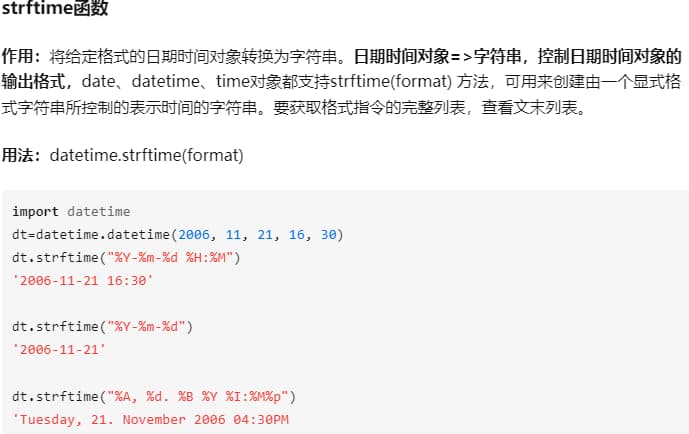 strftime函数
作用：将给定格式的日期时间对象转换为字符串。日期时间对象=>字符串，控制日期时间对象的
输出格式，date、datetime、time对象都支持strftime(format) 方法，可用来创建由一个显式格
式字符串所控制的表示时间的字符串。要获取格式指令的完整列表，查看文末列表。
用法：datetime.strftime(format)
import datetime
dt=datetime.datetime(2006, 11, 21, 16, 30)
dt.strftime("%Y-%m-%d %H:%M")
'2006-11-21 16:30'
dt.strftime("%Y-%m-%d")
'2006-11-21'
dt.strftime("%A, %d. %B %Y %I:%M%p")
'Tuesday, 21. November 2006 04:30PM